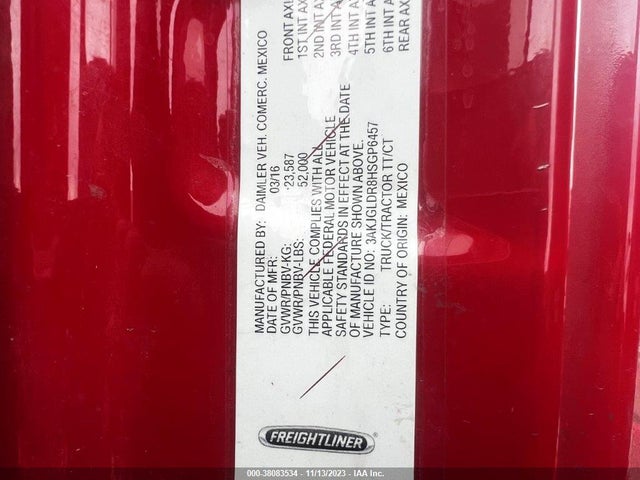 MANUFACTURED BY: DAIMLER VEH. COMERC. MEXICO
DATE OF MFR: 03/16
GVWR/PNBV-KG: -23,587
GVWR/PNBV-LBS: 52,000
THIS VEHICLE COMPLIES WITH ALL
APPLICABLE FEDERAL MOTOR VEHICLE
SAFETY STANDARDS IN EFFECT AT THE DATE
OF MANUFACTURE SHOWN ABOVE.
VEHICLE ID NO: 3AKJGLDR8HSGP6457
TYPE: TRUCK/TRACTOR TT/CT
COUNTRY OF ORIGIN: MEXICO
FRONT AXI
1ST INT AX
2ND INT AX
3RD INT A
4TH INT A
5TH INT A
6TH INT A
REAR AX
FREIGHTLINER
000-38083534 - 11/13/2023 - IAA Inc.